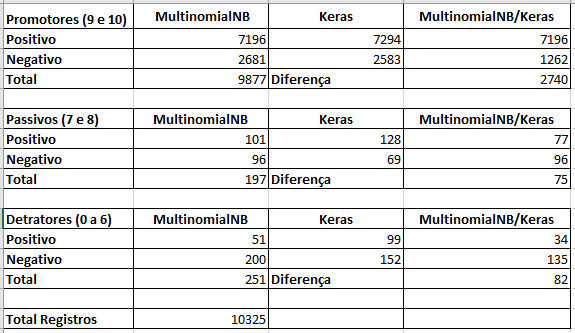 Promotores (9 e 10) MultinomialNB Keras MultinomialNB/Keras
Positivo 7196 7294 7196
Negativo 2681 2583 1262
Total 9877 Diferença 2740
Passivos (7 e 8) MultinomialNB Keras MultinomialNB/Keras
Positivo 101 128 77
Negativo 96 69 96
Total 197 Diferença 75
Detratores (0 a 6) MultinomialNB Keras MultinomialNB/Keras
Positivo 51 99 34
Negativo 200 152 135
Total 251 Diferença 82
Total Registros 10325